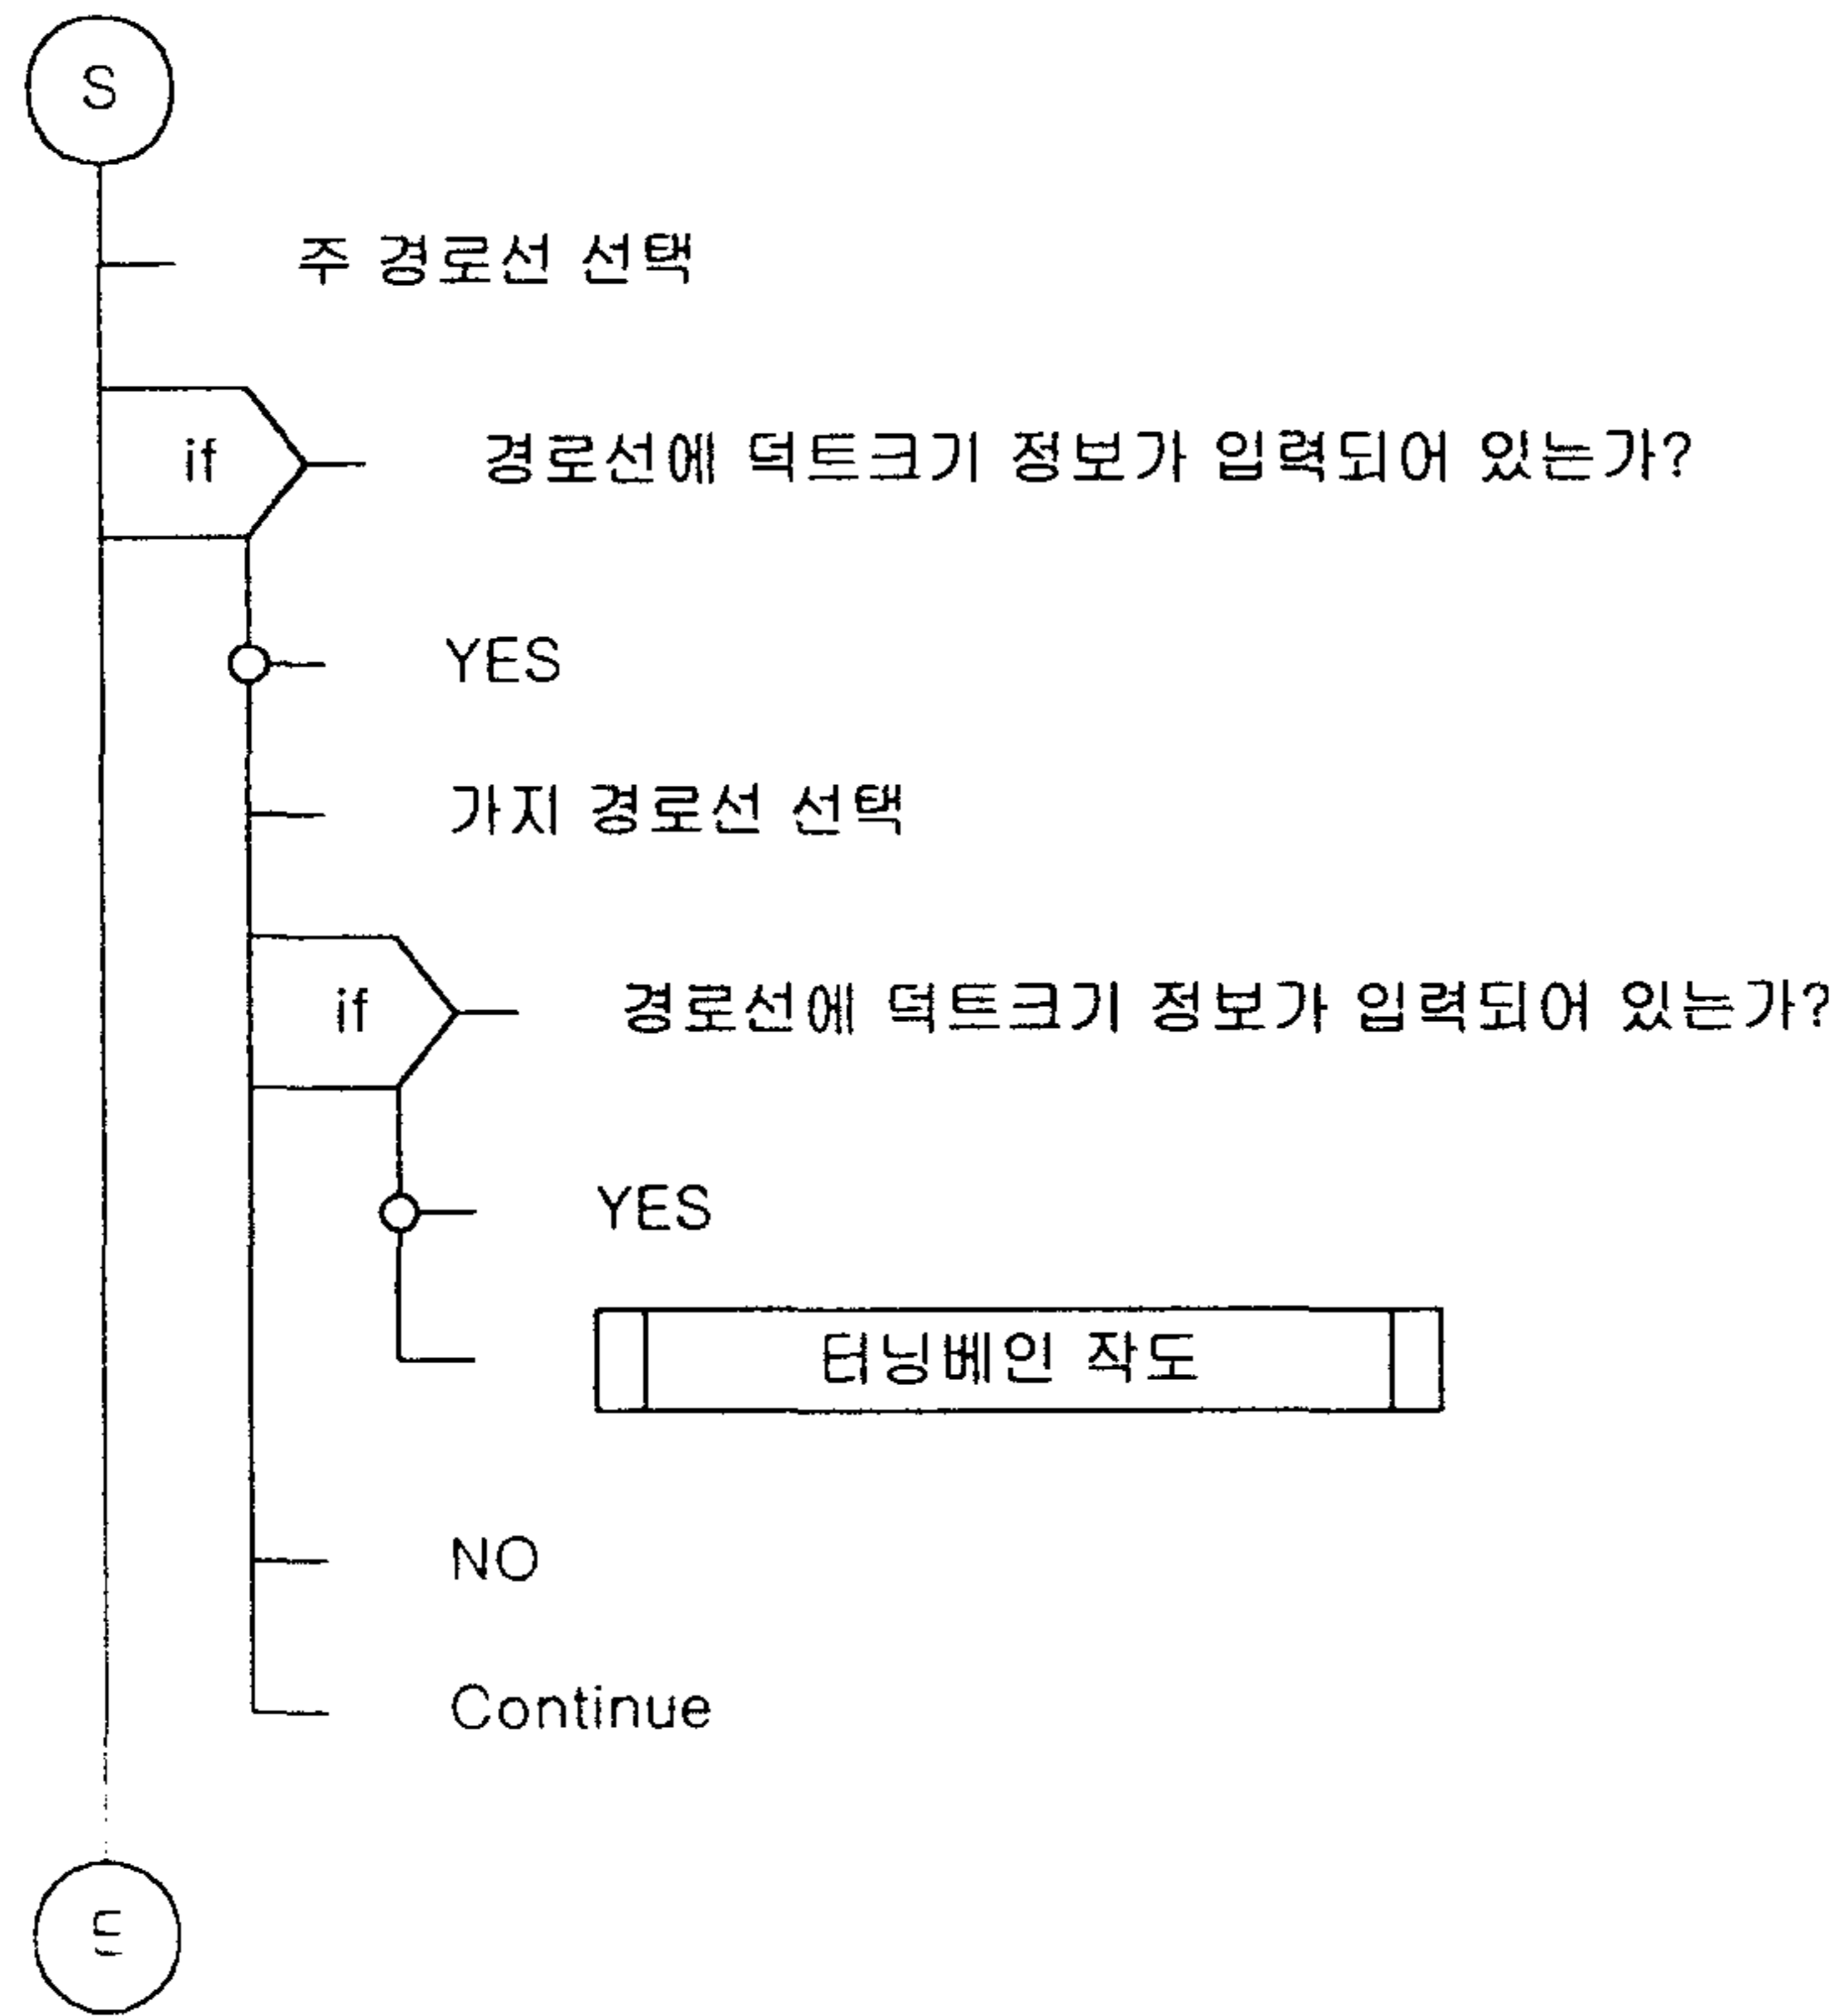 S
주 경로선 선택
if
경로선에 덕트크기 정보가 입력되어 있는가?
YES
가지 경로선 선택
if
경로선에 덕트크기 정보가 입력되어 있는가?
YES
터닝베인 작도
NO
Continue